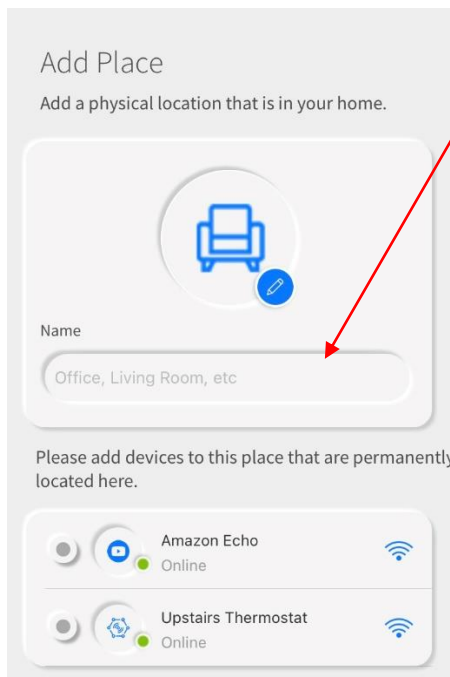 Add Place
Add a physical location that is in your home.
Name
Office, Living Room, etc
Please add devices to this place that are permanently
located here.
Amazon Echo
Online
Upstairs Thermostat
Online